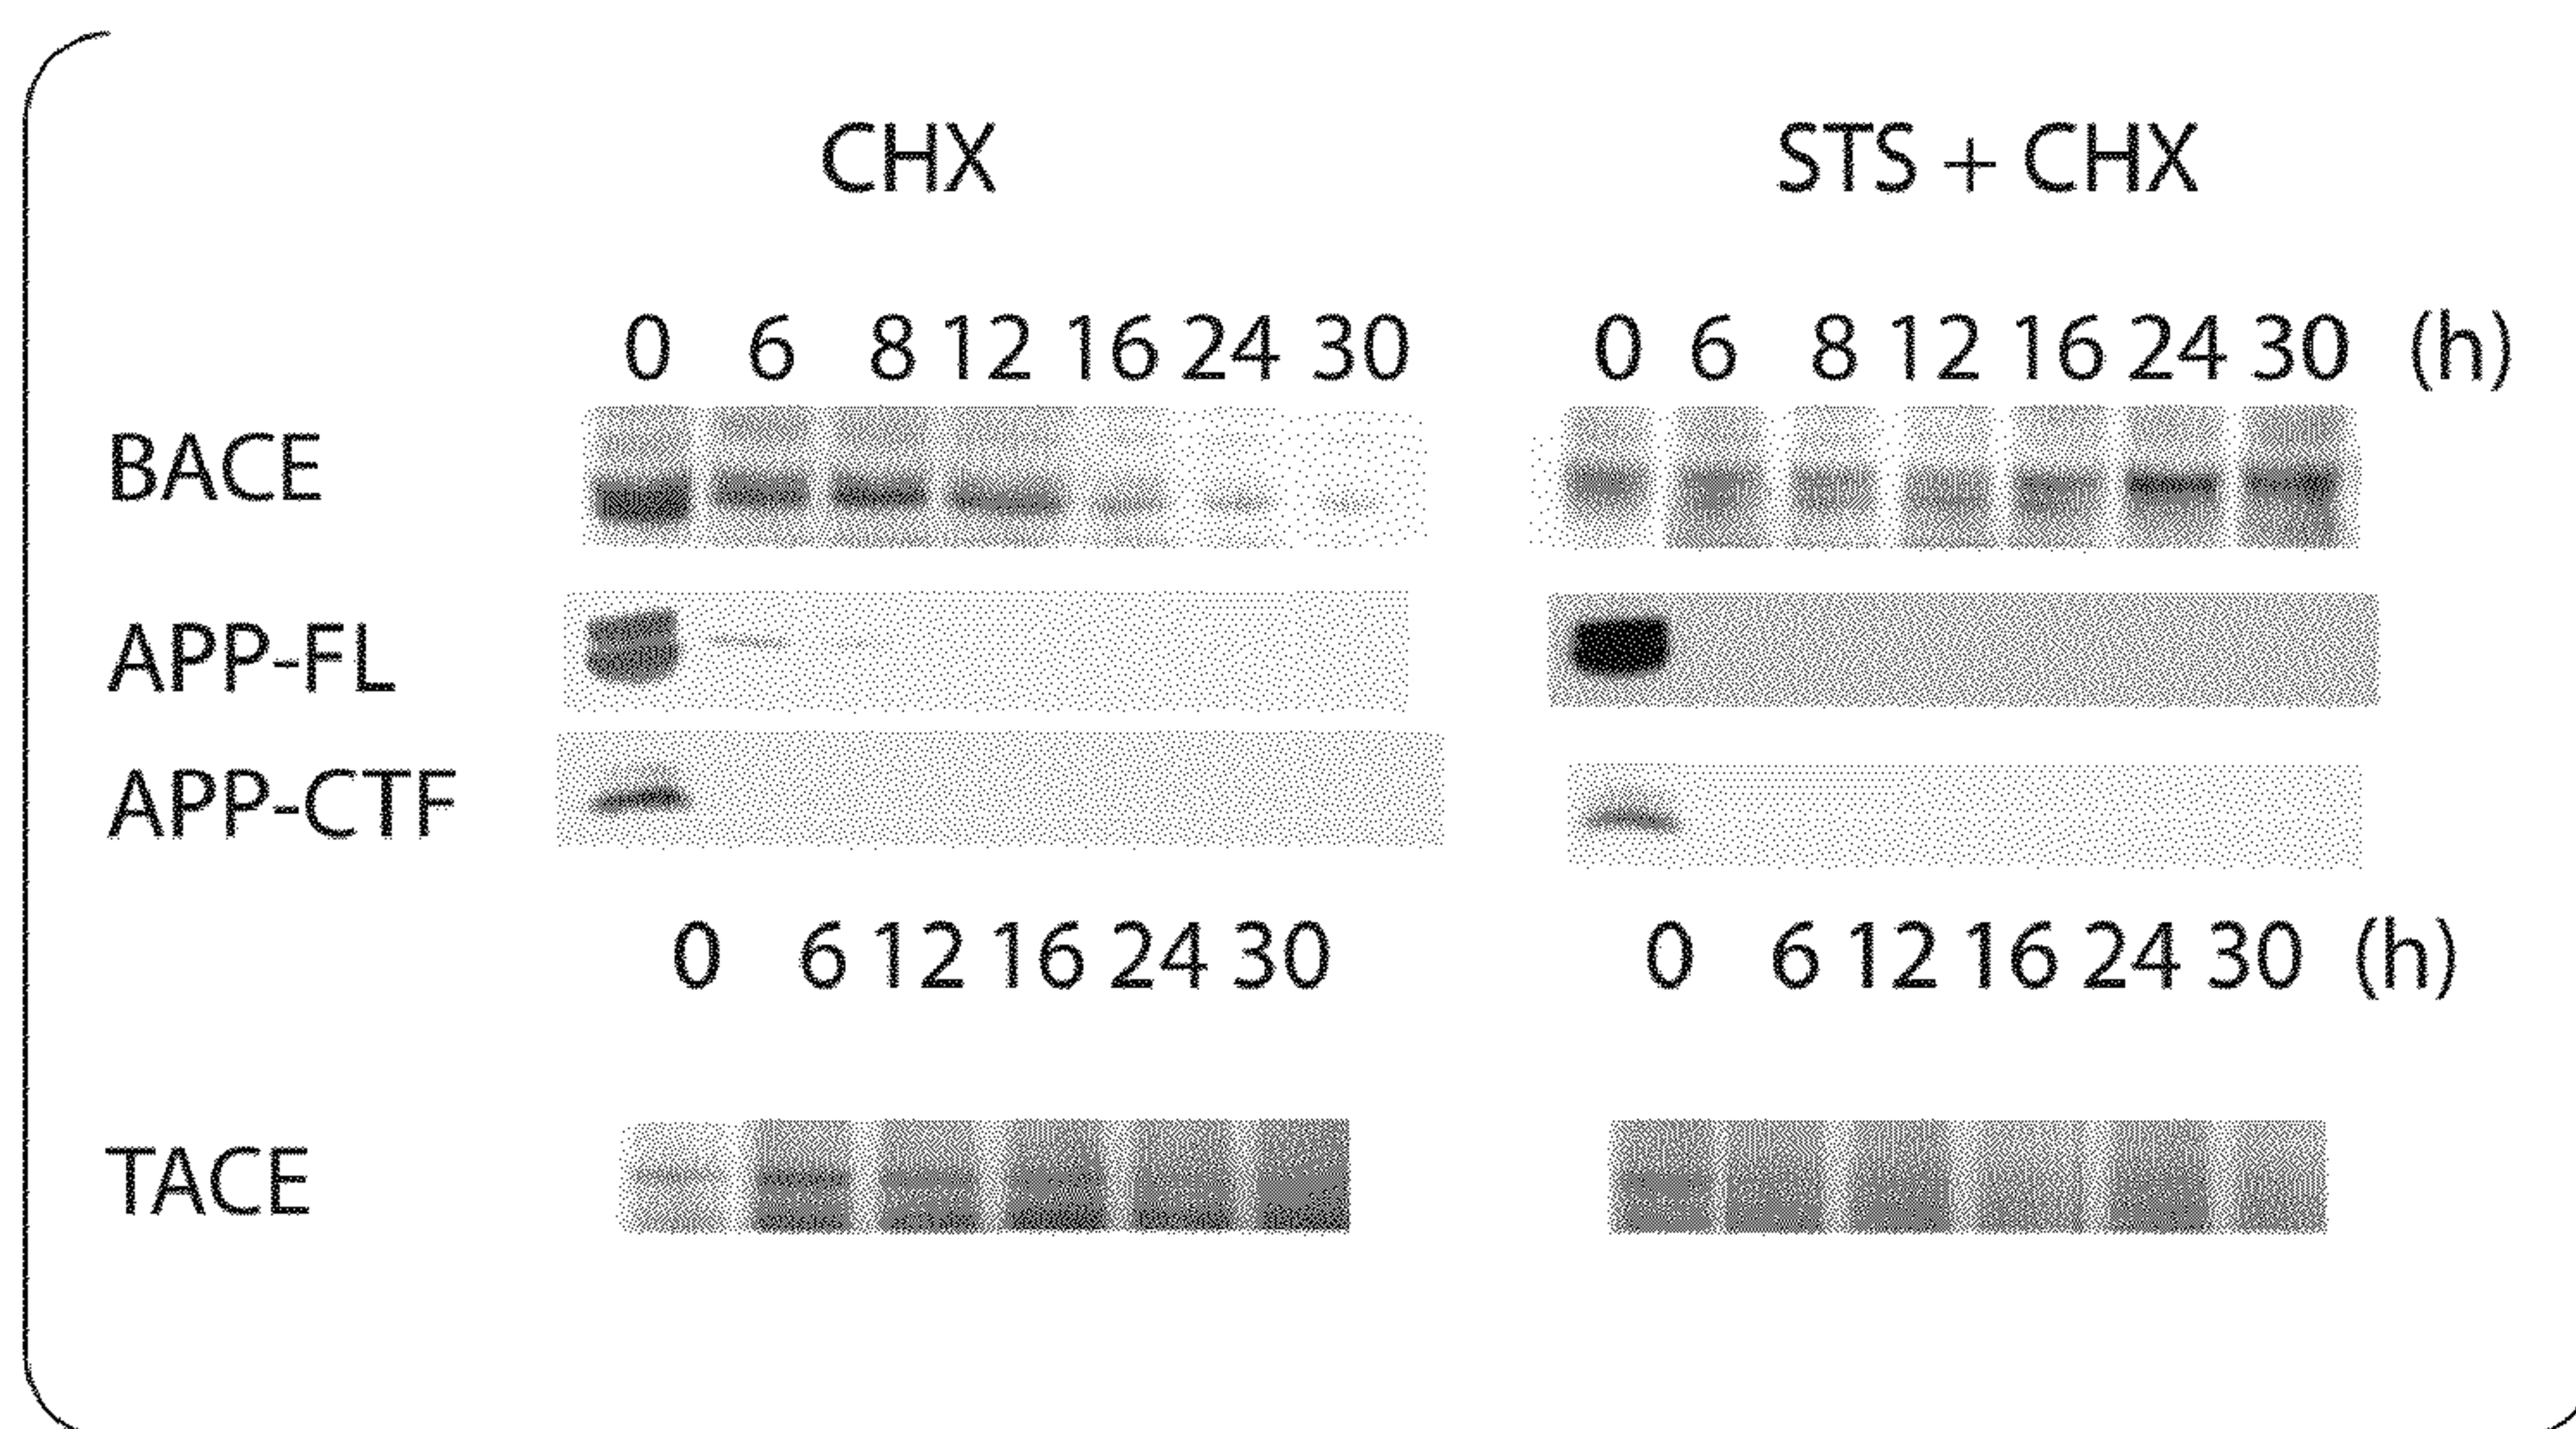 CHX STS + CHX
0 6 8 12 16 24 30 0 6 8 12 16 24 30 (h)
BACE
APP-FL
APP-CTF
0 6 12 16 24 30 0 6 12 16 24 30 (h)
TACE